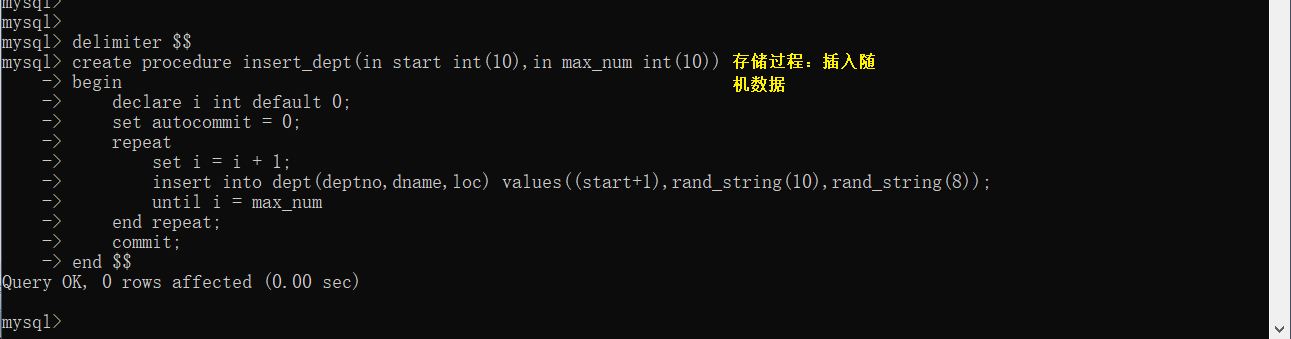 mysql>
mysql>
mysql> delimiter $$
mysql> create procedure insert_dept(in start int(10),in max_num int(10)) 存储过程：插入随
机数据
-> begin
-> declare i int default 0;
-> set autocommit = 0;
-> repeat
-> set i = i + 1;
-> insert into dept(deptno,dname,loc) values((start+1),rand_string(10),rand_string(8));
-> until i = max_num
-> end repeat;
-> commit;
-> end $$
Query OK, 0 rows affected (0.00 sec)
mysql>